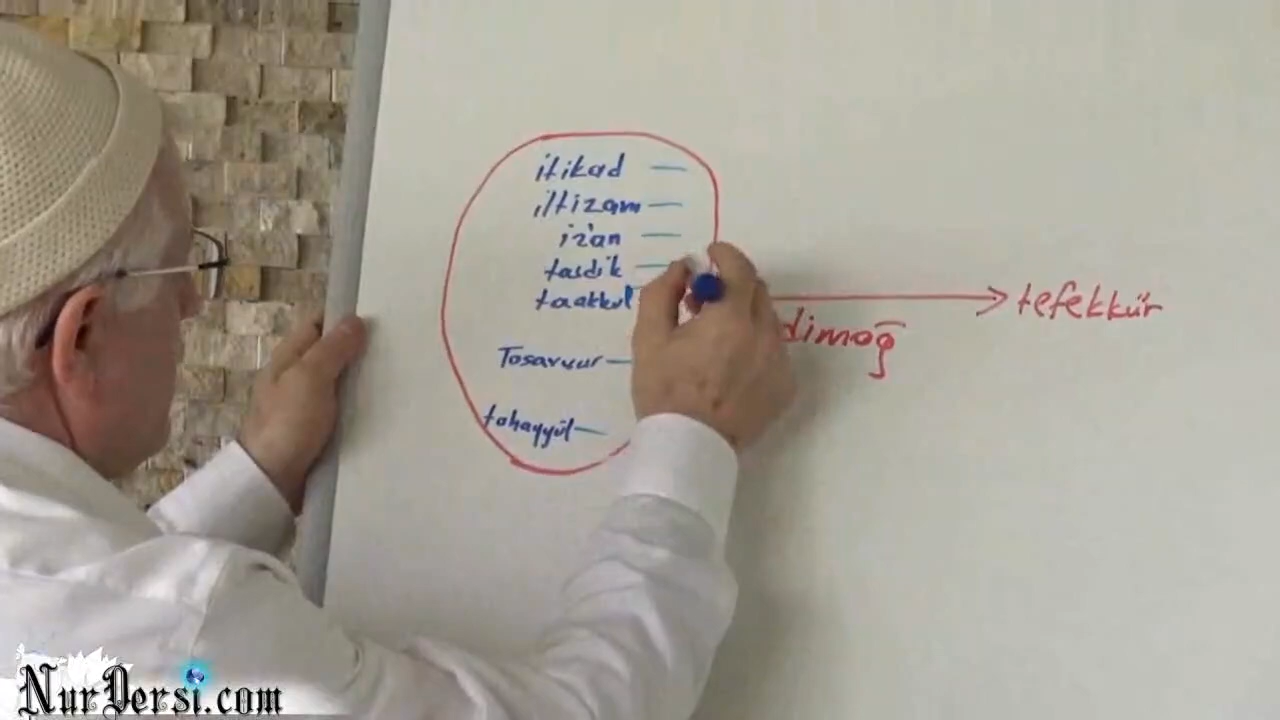 itikad
iltizam
iz'an
tasdik
taakkul
Tasavvur
tahayyül
dimağ
tefekkür
NurDersi.com